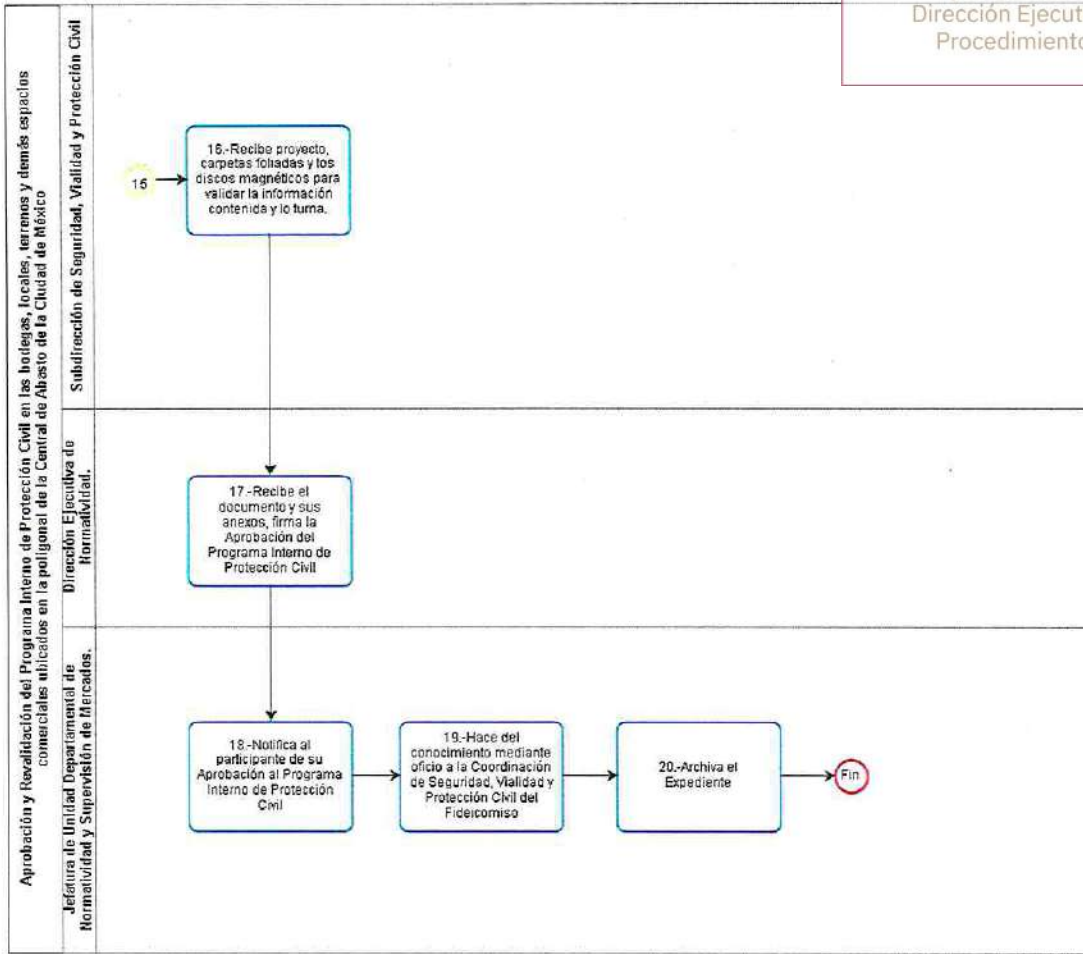 Dirección Ejecut
Procedimiento
Aprobación y Revalidación del Programa Interno de Protección Civil en las bodegas, locales, terrenos y demás espacios
comerciales ubicados en la poligonal de la Central de Abasto de la Ciudad de México
Subdirección de Seguridad, Vialidad y Protección Civil
15
16.-Recibe proyecto,
carpetas foliadas y los
discos magnéticos para
validar la información
contenida y lo turna.
Dirección Ejecutiva de
Normatividad.
17.-Recibe el
documento y sus
anexos, firma la
Aprobación del
Programa Interno de
Protección Civil
Jefatura de Unidad Departamental de
Normatividad y Supervisión de Mercados.
18.-Notifica al
participante de su
Aprobación al Programa
Interno de Protección
Civil
19.-Hace del
conocimiento mediante
oficio a la Coordinación
de Seguridad, Vialidad y
Protección Civil del
Fideicomiso
20.-Archiva el
Expediente
Fin